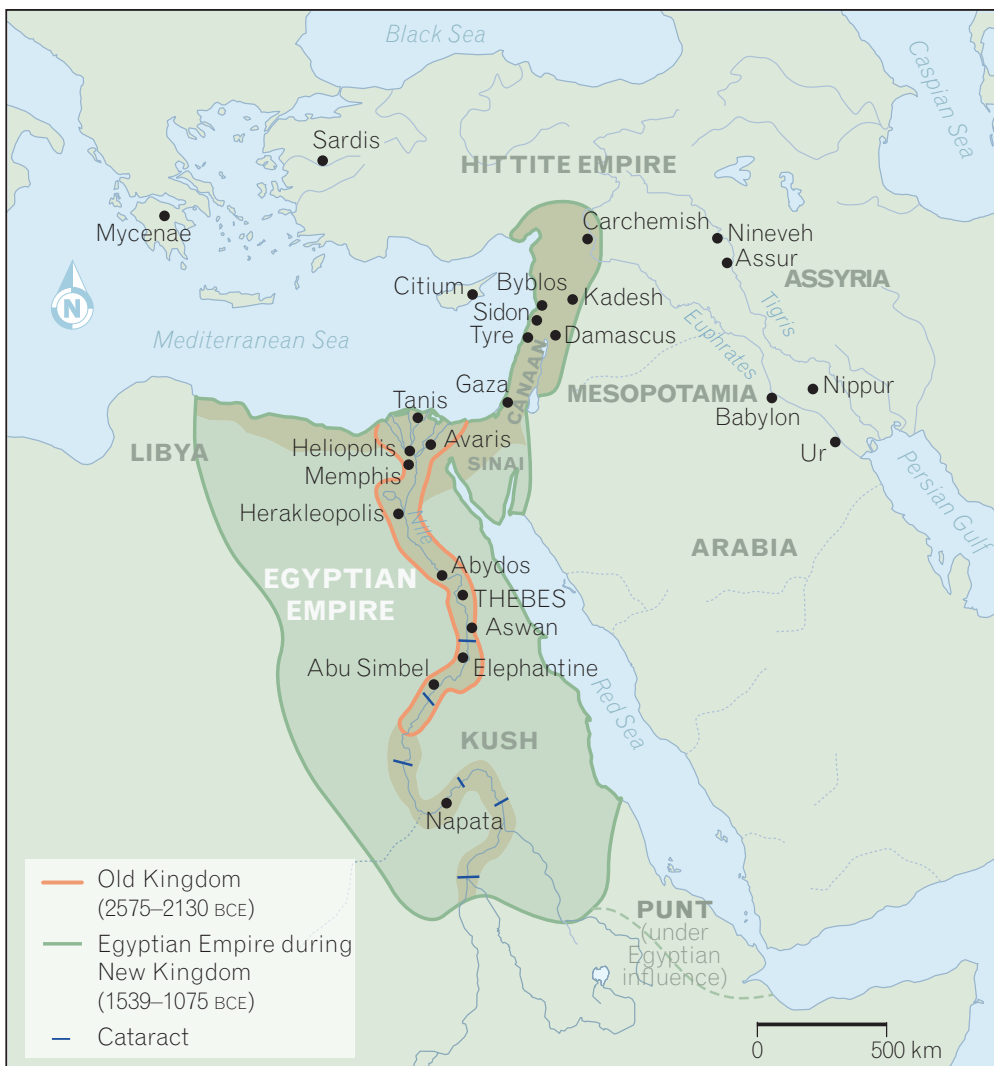 Black Sea
Caspian Sea
Sardis
HITTITE EMPIRE
Mycenae
Carchemish
Nineveh
Assur
ASSYRIA
N
Citium
Byblos
Kadesh
Sidon
Tyre
Damascus
Tigris
Euphrates
Mediterranean Sea
CANAAN
Gaza
MESOPOTAMIA
Nippur
Babylon
Tanis
LIBYA
Heliopolis
Avaris
Memphis
SINAI
Ur
Persian Gulf
Herakleopolis
Nile
ARABIA
Abydos
EGYPTIAN
EMPIRE
THEBES
Aswan
Abu Simbel
Elephantine
Red Sea
KUSH
Napata
Old Kingdom
(2575–2130 BCE)
Egyptian Empire during
New Kingdom
(1539–1075 BCE)
Cataract
PUNT
(under
Egyptian
influence)
0 500 km